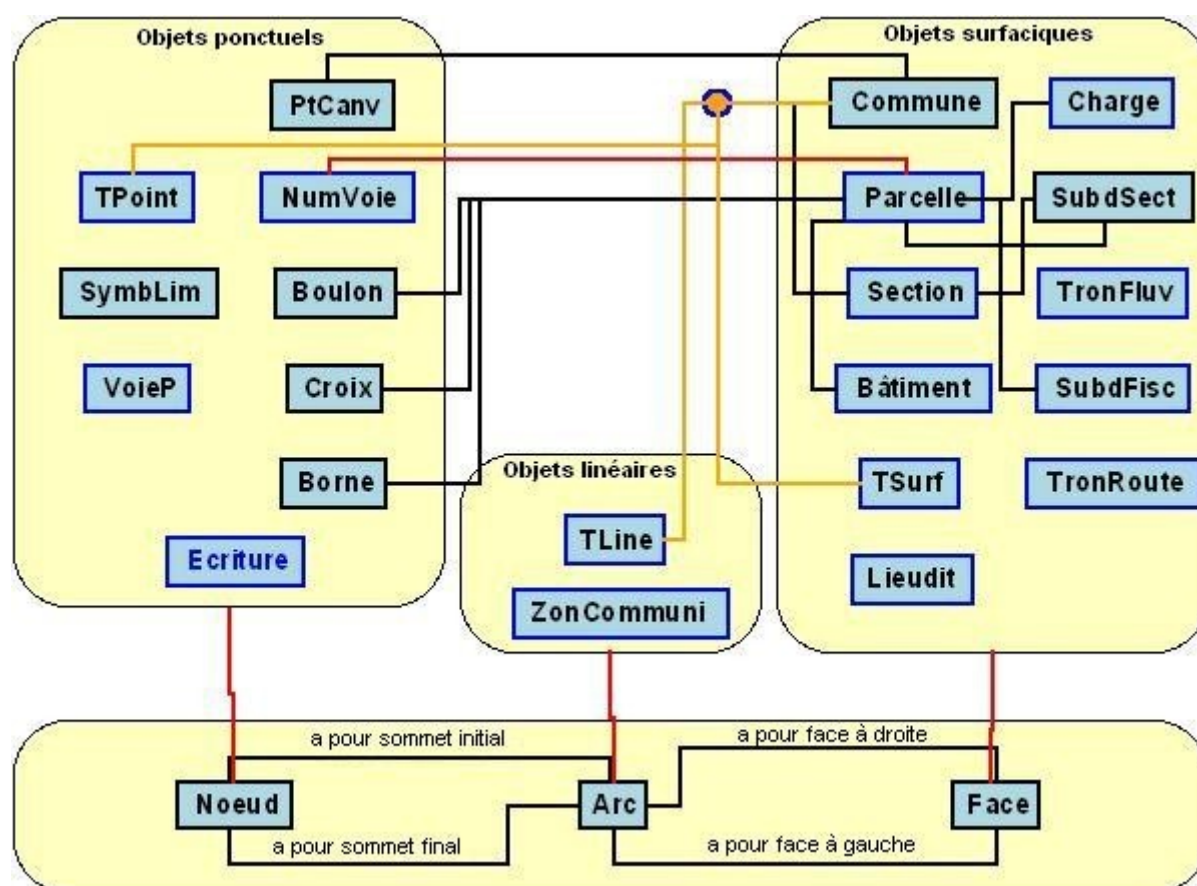 Objets ponctuels
PtCanv
TPoint
NumVoie
SymbLim
Boulon
VoieP
Croix
Borne
Ecriture
Objets linéaires
TLine
ZonCommuni
Objets surfaciques
Commune
Charge
Parcelle
SubdSect
Section
TronFluv
Bâtiment
SubdFisc
TSurf
TronRoute
Lieudit
a pour sommet initial
a pour face à droite
Noeud
Arc
Face
a pour sommet final
a pour face à gauche